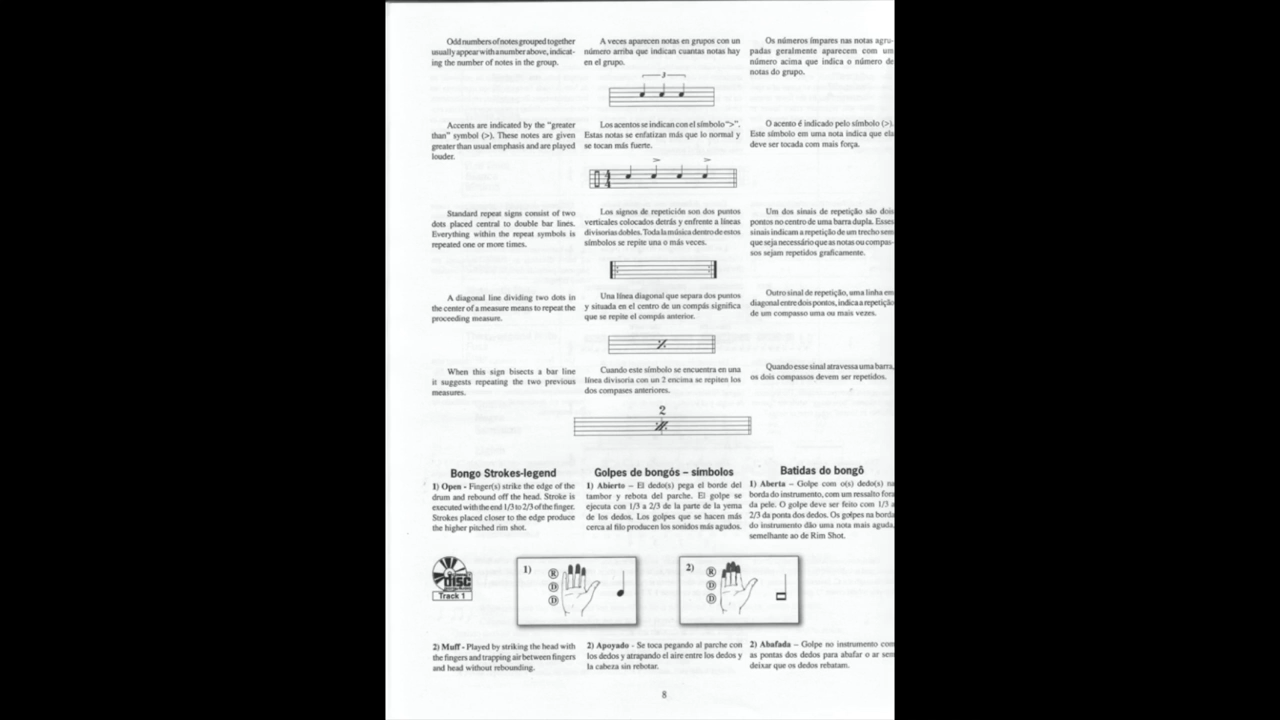 Odd numbers of notes grouped together
usually appear with a number above, indicat-
ing the number of notes in the group.
A veces aparecen notas en grupos con un
número arriba que indican cuantas notas hay
en el grupo.
Os números ímpares nas notas agru-
padas geralmente aparecem com um
número acima que indica o número de
notas do grupo.
3
Accents are indicated by the "greater
than" symbol (>). These notes are given
greater than usual emphasis and are played
louder.
Los acentos se indican con el símbolo ">".
Estas notas se enfatizan más que lo normal y
se tocan más fuerte.
O acento é indicado pelo símbolo (>).
Este símbolo em uma nota indica que ela
deve ser tocada com mais força.
> >
4
4
Standard repeat signs consist of two
dots placed central to double bar lines.
Everything within the repeat symbols is
repeated one or more times.
Los signos de repetición son dos puntos
verticales colocados detrás y enfrente a líneas
divisorias dobles. Toda la música dentro de estos
símbolos se repite una o más veces.
Um dos sinais de repetição são dois
pontos no centro de uma barra dupla. Esses
sinais indicam a repetição de um trecho sem
que seja necessário que as notas ou compas-
sos sejam repetidos graficamente.
A diagonal line dividing two dots in
the center of a measure means to repeat the
proceeding measure.
Una línea diagonal que separa dos puntos
y situada en el centro de un compás significa
que se repite el compás anterior.
Outro sinal de repetição, uma linha em
diagonal entre dois pontos, indica a repetição
de um compasso uma ou mais vezes.
When this sign bisects a bar line
it suggests repeating the two previous
measures.
Cuando este símbolo se encuentra en una
línea divisoria con un 2 encima se repiten los
dos compases anteriores.
Quando esse sinal atravessa uma barra,
os dois compassos devem ser repetidos.
2
Bongo Strokes-legend
1) Open - Finger(s) strike the edge of the
drum and rebound off the head. Stroke is
executed with the end 1/3 to 2/3 of the finger.
Strokes placed closer to the edge produce
the higher pitched rim shot.
Golpes de bongós – símbolos
1) Abierto – El dedo(s) pega el borde del
tambor y rebota del parche. El golpe se
ejecuta con 1/3 a 2/3 de la parte de la yema
de los dedos. Los golpes que se hacen más
cerca al filo producen los sonidos más agudos.
Batidas do bongô
1) Aberta – Golpe com o(s) dedo(s) na
borda do instrumento, com um ressalto fora
da pele. O golpe deve ser feito com 1/3 a
2/3 da ponta dos dedos. Os golpes na borda
do instrumento dão uma nota mais aguda,
semelhante ao de Rim Shot.
disc
Track 1
1)
R
D
D
2)
R
D
D
2) Muff - Played by striking the head with
the fingers and trapping air between fingers
and head without rebounding.
2) Apoyado - Se toca pegando al parche con
los dedos y atrapando el aire entre los dedos y
la cabeza sin rebotar.
2) Abafada – Golpe no instrumento com
as pontas dos dedos para abafar o ar sem
deixar que os dedos rebatam.
8